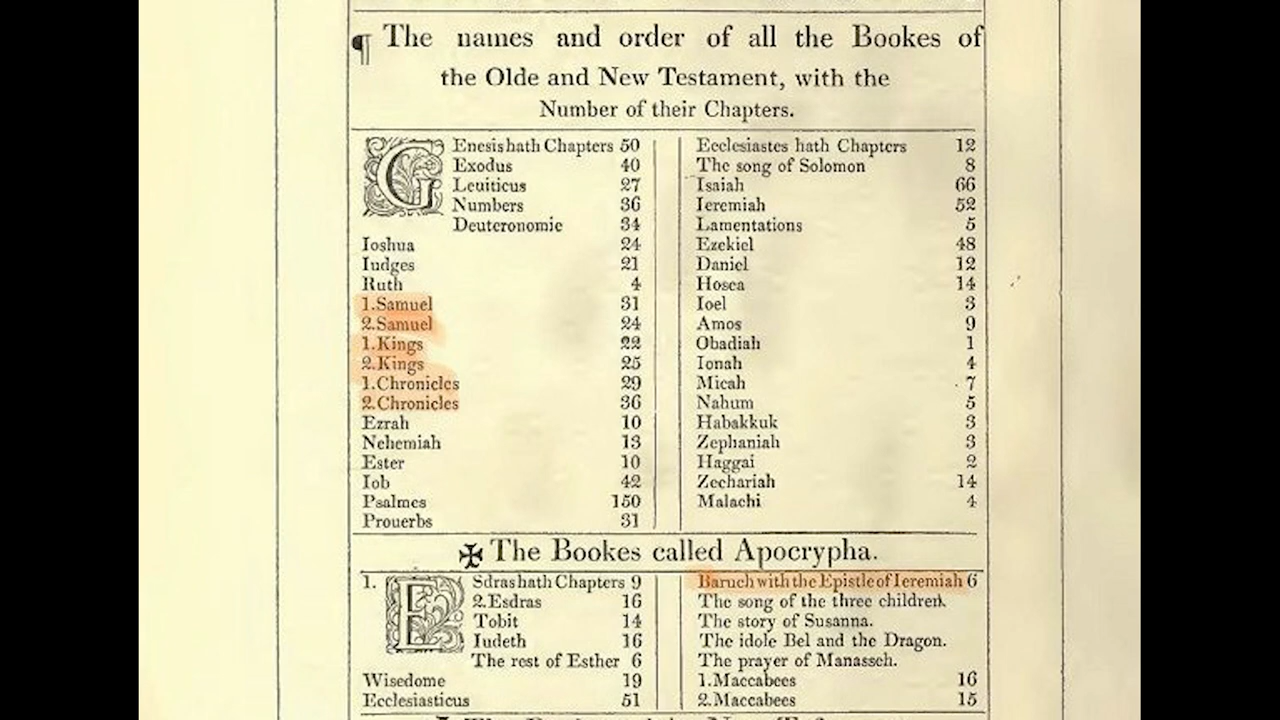 ¶ The names and order of all the Bookes of
the Olde and New Testament, with the
Number of their Chapters.
GEnesis hath Chapters 50
Exodus 40
Leuiticus 27
Numbers 36
Deuteronomie 34
Ioshua 24
Iudges 21
Ruth 4
1.Samuel 31
2.Samuel 24
1.Kings 22
2.Kings 25
1.Chronicles 29
2.Chronicles 36
Ezrah 10
Nehemiah 13
Ester 10
Iob 42
Psalmes 150
Prouerbs 31
Ecclesiastes hath Chapters 12
The song of Solomon 8
Isaiah 66
Ieremiah 52
Lamentations 5
Ezekiel 48
Daniel 12
Hosea 14
Ioel 3
Amos 9
Obadiah 1
Ionah 4
Micah 7
Nahum 5
Habakkuk 3
Zephaniah 3
Haggai 2
Zechariah 14
Malachi 4
✠ The Bookes called Apocrypha.
1. ESdras hath Chapters 9
2.Esdras 16
Tobit 14
Iudeth 16
The rest of Esther 6
Wisedome 19
Ecclesiasticus 51
Baruch with the Epistle of Ieremiah 6
The song of the three children.
The story of Susanna.
The idole Bel and the Dragon.
The prayer of Manasseh.
1.Maccabees 16
2.Maccabees 15